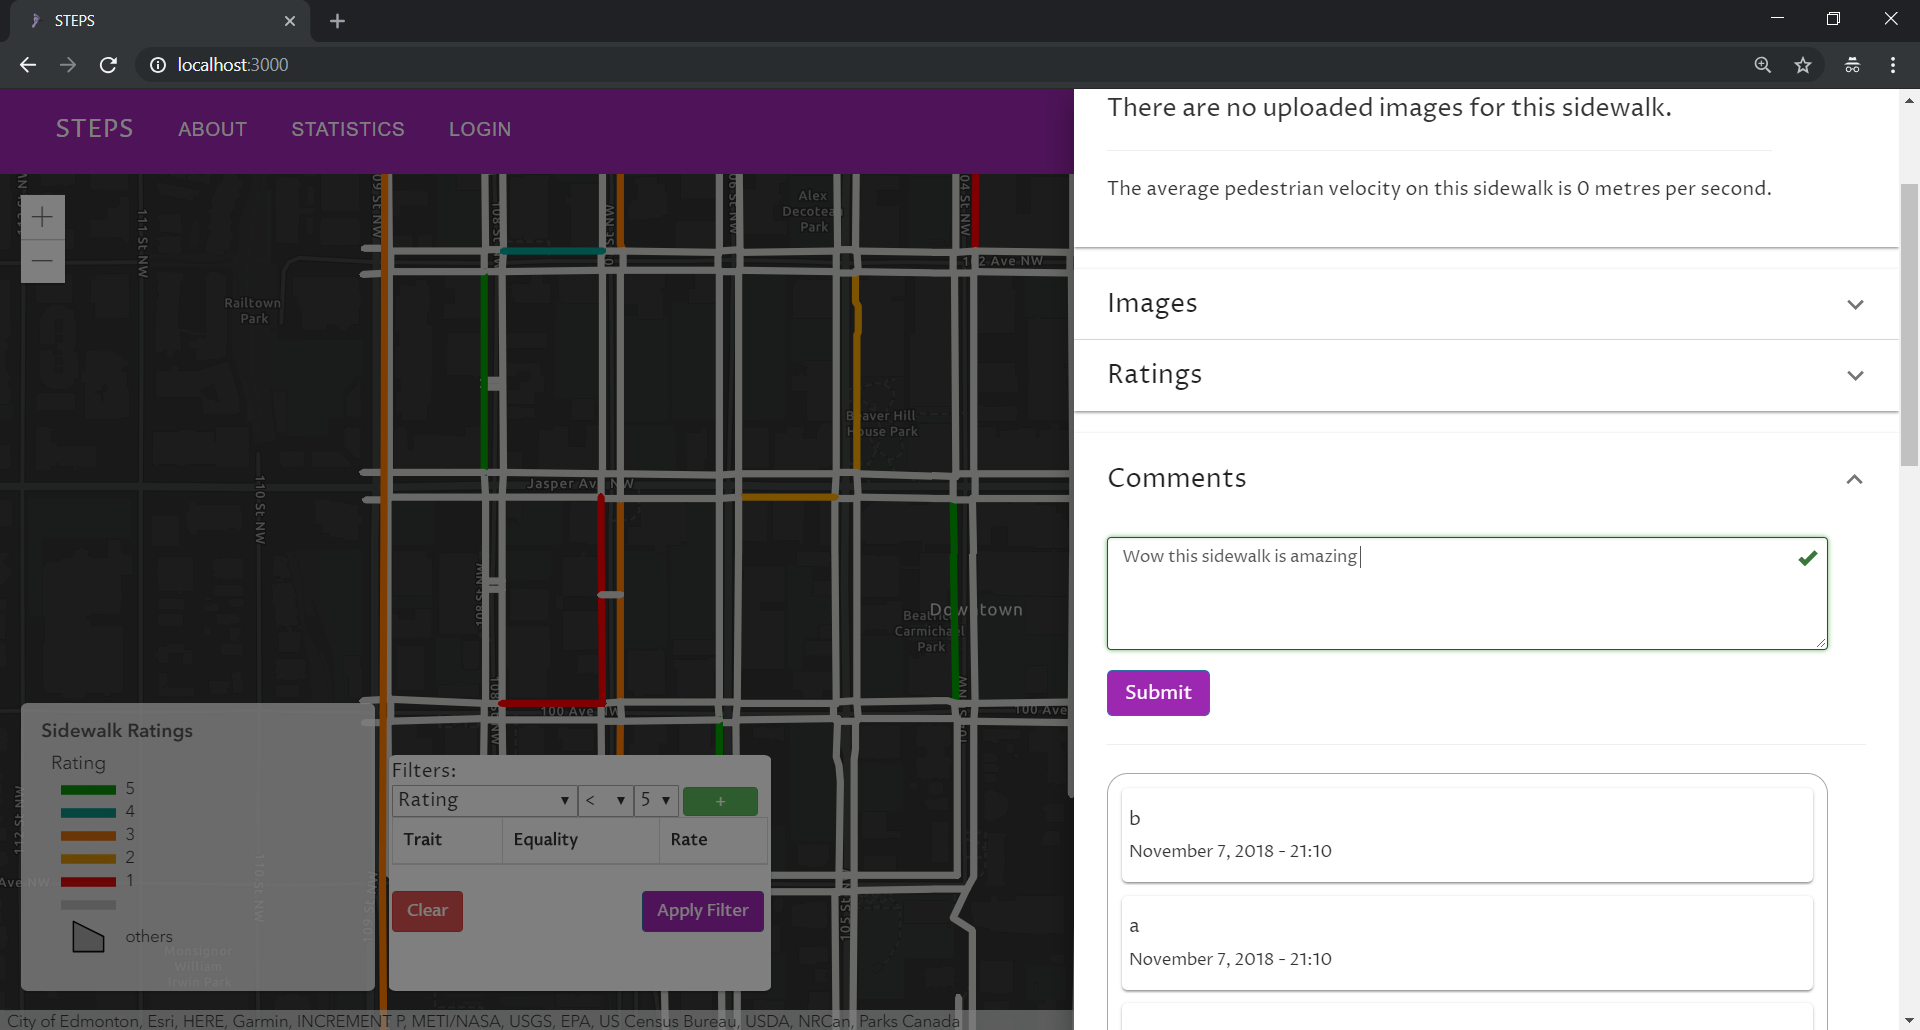 STEPS
localhost:3000
STEPS ABOUT STATISTICS LOGIN
There are no uploaded images for this sidewalk.
The average pedestrian velocity on this sidewalk is 0 metres per second.
Images
Ratings
Comments
Wow this sidewalk is amazing
Submit
b
November 7, 2018 - 21:10
a
November 7, 2018 - 21:10
+
−
111 St NW
109 St NW
104 St NW
Alex
Decoteau
Park
102 Ave NW
Railtown
Park
Beaver Hill
House Park
Jasper Ave NW
110 St NW
108 St NW
Downtown
Beatrice
Carmichael
Park
100 Ave NW
100 Ave
112 St NW
110 St NW
109 St NW
105 St N
Ave NW
Monsignor
William
Irwin Park
Sidewalk Ratings
Rating
5
4
3
2
1
others
Filters:
Rating < 5 +
Trait Equality Rate
Clear Apply Filter
City of Edmonton, Esri, HERE, Garmin, INCREMENT P, METI/NASA, USGS, EPA, US Census Bureau, USDA, NRCan, Parks Canada